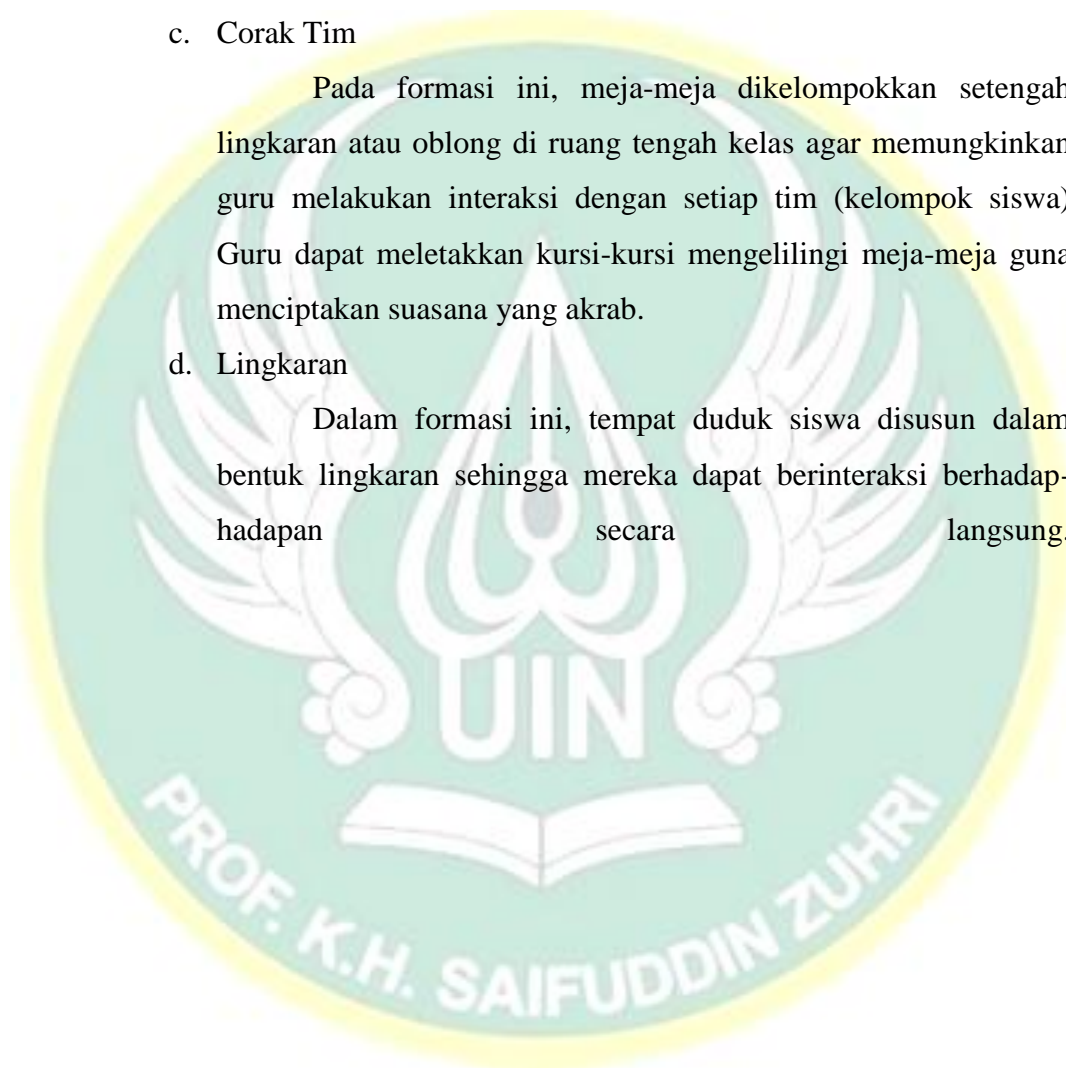 c. Corak Tim
Pada formasi ini, meja-meja dikelompokkan setengah
lingkaran atau oblong di ruang tengah kelas agar memungkinkan
guru melakukan interaksi dengan setiap tim (kelompok siswa)
Guru dapat meletakkan kursi-kursi mengelilingi meja-meja guna
menciptakan suasana yang akrab.
d. Lingkaran
Dalam formasi ini, tempat duduk siswa disusun dalam
bentuk lingkaran sehingga mereka dapat berinteraksi berhadap-
hadapan secara langsung.
UIN
PROF. K.H. SAIFUDDIN ZUHRI